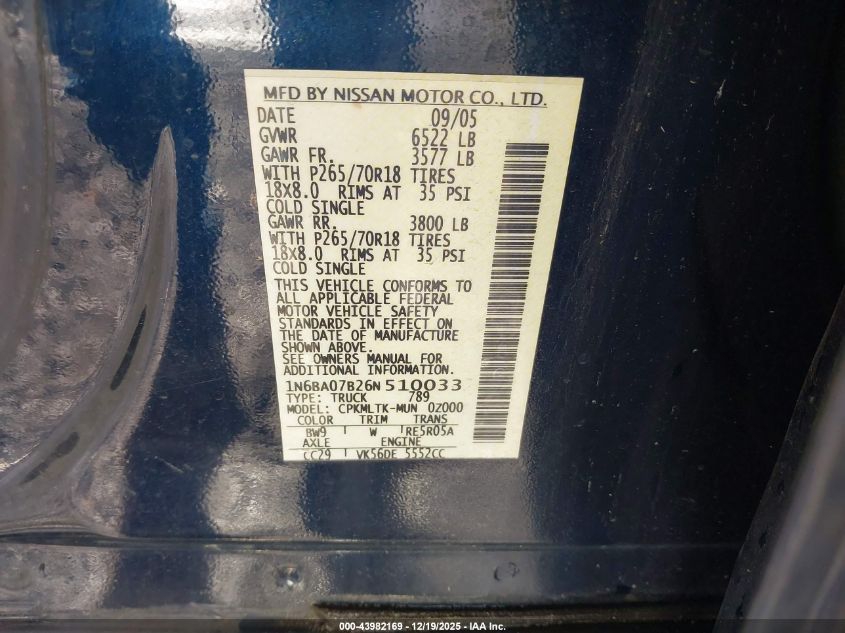 MFD BY NISSAN MOTOR CO., LTD.
DATE 09/05
GVWR 6522 LB
GAWR FR. 3577 LB
WITH P265/70R18 TIRES
18X8.0 RIMS AT 35 PSI
COLD SINGLE
GAWR RR. 3800 LB
WITH P265/70R18 TIRES
18X8.0 RIMS AT 35 PSI
COLD SINGLE
THIS VEHICLE CONFORMS TO
ALL APPLICABLE FEDERAL
MOTOR VEHICLE SAFETY
STANDARDS IN EFFECT ON
THE DATE OF MANUFACTURE
SHOWN ABOVE.
SEE OWNERS MANUAL FOR
ADDITIONAL INFORMATION.
1N6BA07B26N510033
TYPE: TRUCK 789
MODEL: CPKMLTK-MUN 0Z000
COLOR TRIM TRANS
BW9 W RE5R05A
AXLE ENGINE
CC29 VK56DE 5552CC
000-43982169 - 12/19/2025 - IAA Inc.